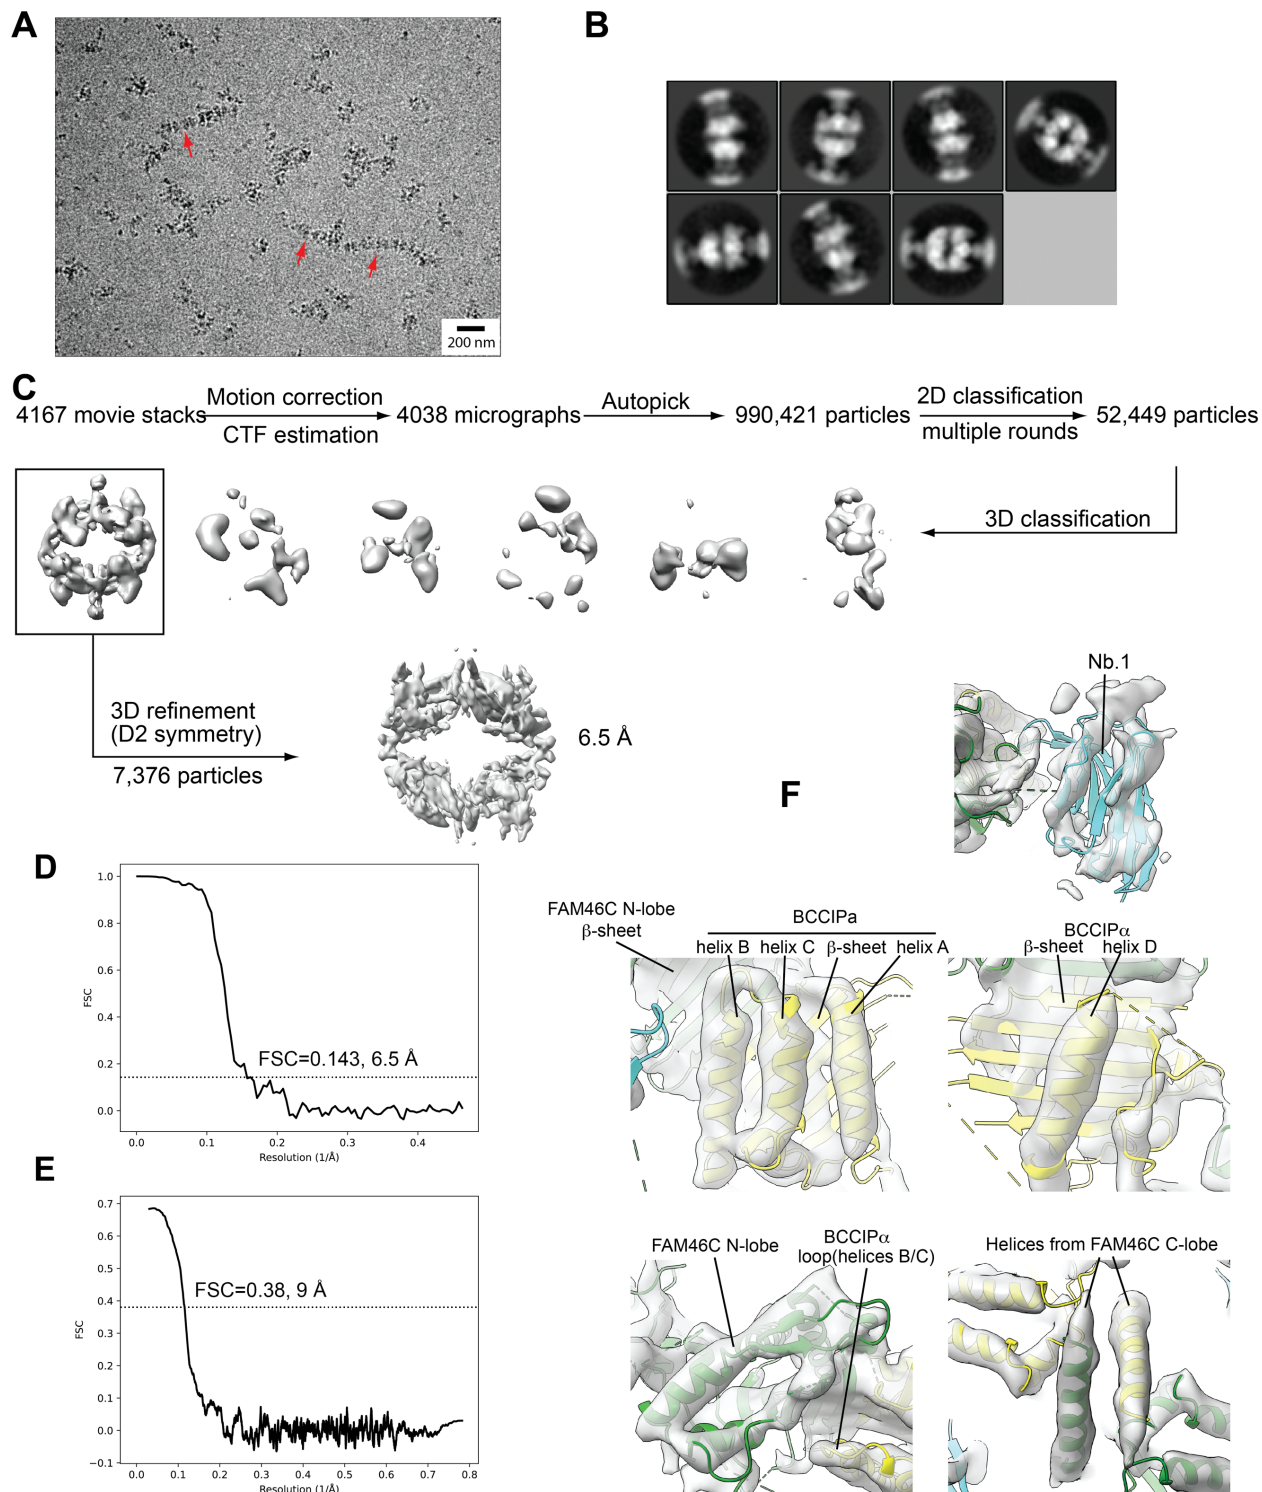 A
B
200 nm
C
4167 movie stacks
Motion correction
CTF estimation
4038 micrographs
Autopick
990,421 particles
2D classification
multiple rounds
52,449 particles
3D classification
3D refinement
(D2 symmetry)
7,376 particles
6.5 Å
D
1.0
0.8
0.6
0.4
0.2
0.0
FSC
FSC=0.143, 6.5 Å
0.0 0.1 0.2 0.3 0.4
Resolution (1/Å)
E
0.7
0.6
0.5
0.4
0.3
0.2
0.1
0.0
−0.1
FSC
FSC=0.38, 9 Å
0.0 0.1 0.2 0.3 0.4 0.5 0.6 0.7 0.8
Resolution (1/Å)
F
Nb.1
FAM46C N-lobe
β-sheet
BCCIPa
helix B helix C β-sheet helix A
BCCIPα
β-sheet helix D
FAM46C N-lobe
BCCIPα
loop(helices B/C)
Helices from FAM46C C-lobe